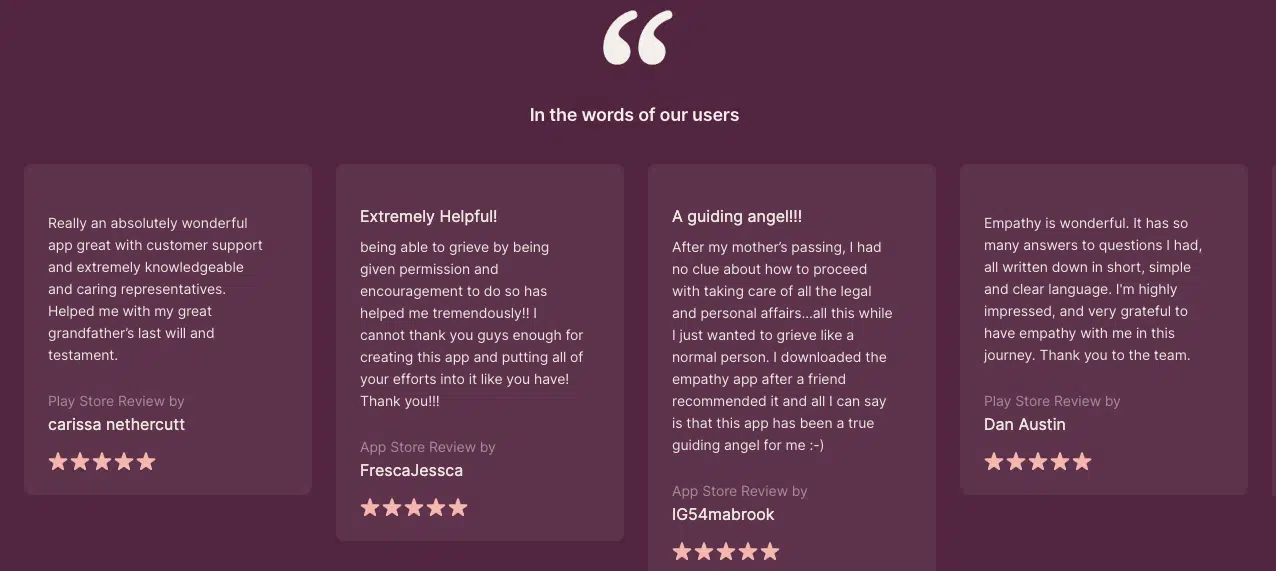 “
In the words of our users
Really an absolutely wonderful
app great with customer support
and extremely knowledgeable
and caring representatives.
Helped me with my great
grandfather’s last will and
testament.
Play Store Review by
carissa nethercutt
Extremely Helpful!
being able to grieve by being
given permission and
encouragement to do so has
helped me tremendously!! I
cannot thank you guys enough for
creating this app and putting all of
your efforts into it like you have!
Thank you!!!
App Store Review by
FrescaJessca
A guiding angel!!!
After my mother’s passing, I had
no clue about how to proceed
with taking care of all the legal
and personal affairs...all this while
I just wanted to grieve like a
normal person. I downloaded the
empathy app after a friend
recommended it and all I can say
is that this app has been a true
guiding angel for me :-)
App Store Review by
IG54mabrook
Empathy is wonderful. It has so
many answers to questions I had,
all written down in short, simple
and clear language. I'm highly
impressed, and very grateful to
have empathy with me in this
journey. Thank you to the team.
Play Store Review by
Dan Austin